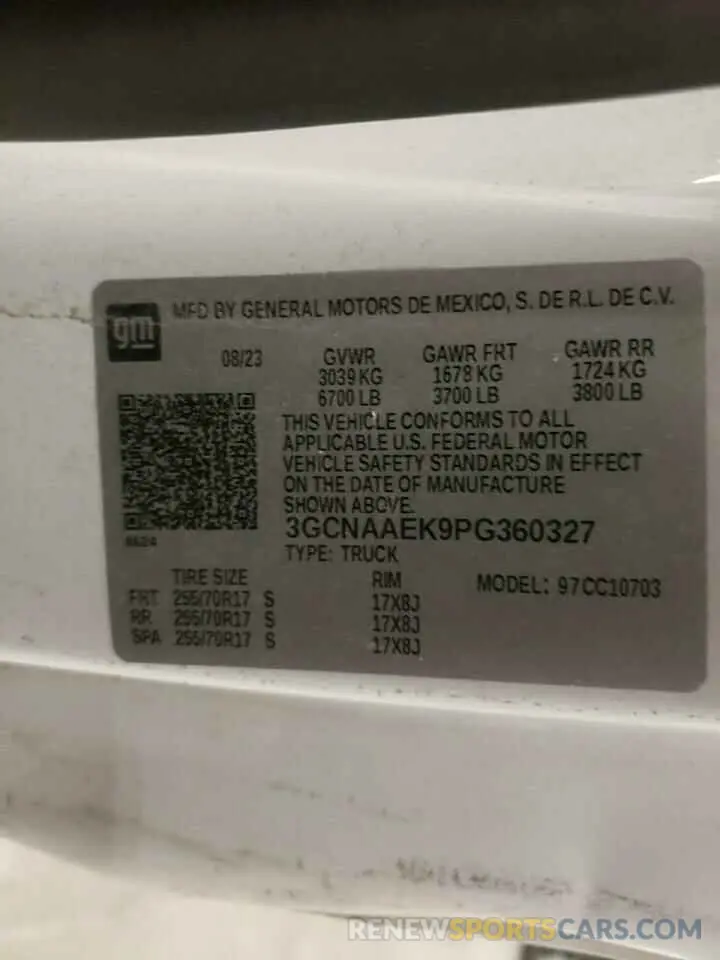 gm
MFD BY GENERAL MOTORS DE MEXICO, S. DE R.L. DE C.V.
08/23
GVWR GAWR FRT GAWR RR
3039 KG 1678 KG 1724 KG
6700 LB 3700 LB 3800 LB
THIS VEHICLE CONFORMS TO ALL
APPLICABLE U.S. FEDERAL MOTOR
VEHICLE SAFETY STANDARDS IN EFFECT
ON THE DATE OF MANUFACTURE
SHOWN ABOVE.
3GCNAAEK9PG360327
TYPE: TRUCK
TIRE SIZE RIM MODEL: 97CC10703
FRT 255/70R17 S 17X8J
RR 255/70R17 S 17X8J
SPA 255/70R17 S 17X8J
RENEWSPORTSCARS.COM